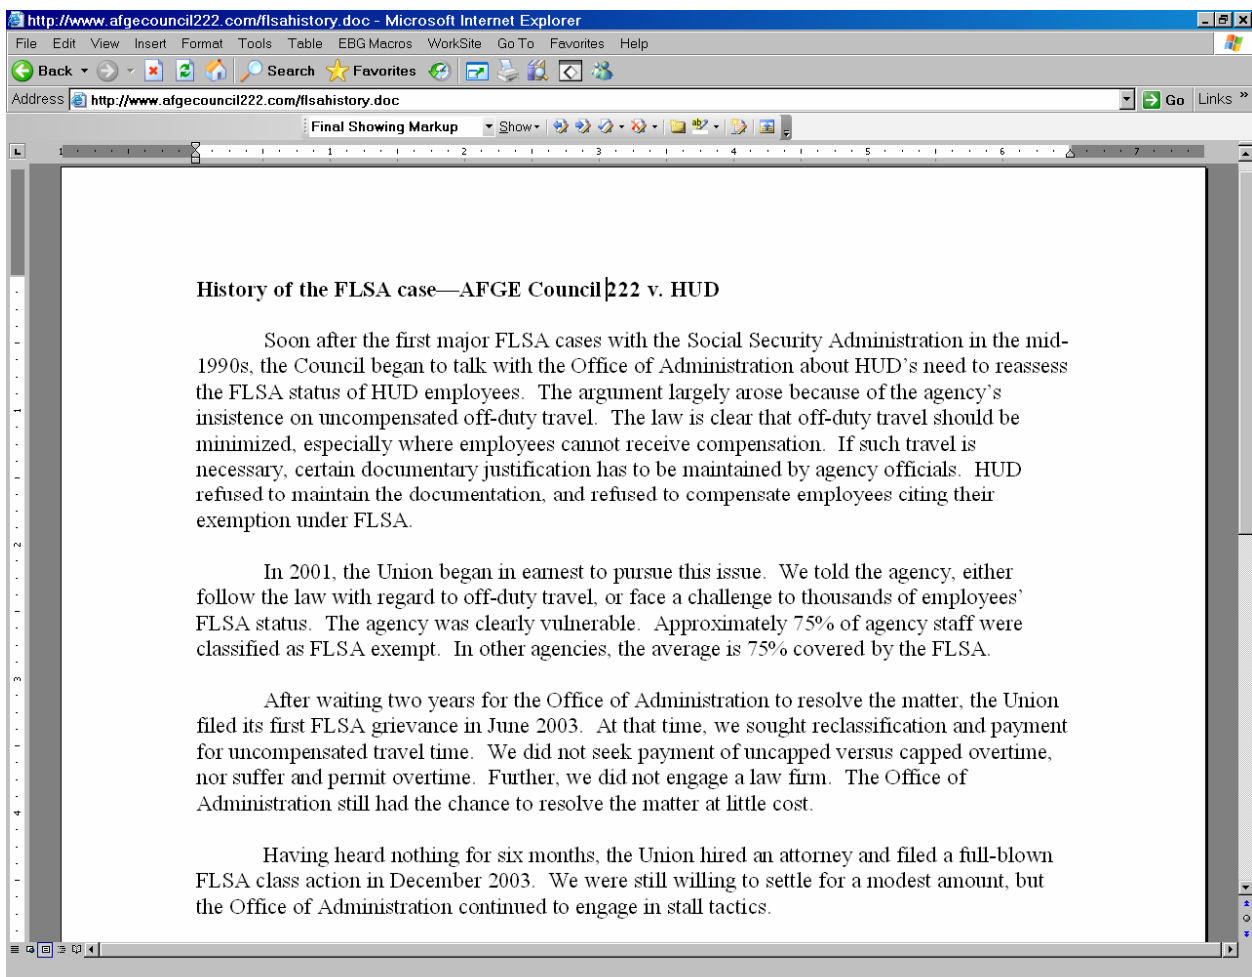 http://www.afgecouncil222.com/flsahistory.doc - Microsoft Internet Explorer
File Edit View Insert Format Tools Table EBG Macros WorkSite Go To Favorites Help
Back Search Favorites
Address http://www.afgecouncil222.com/flsahistory.doc Go Links »
Final Showing Markup Show
1 1 2 3 4 5 6 7
History of the FLSA case—AFGE Council 222 v. HUD
Soon after the first major FLSA cases with the Social Security Administration in the mid-
1990s, the Council began to talk with the Office of Administration about HUD's need to reassess
the FLSA status of HUD employees.  The argument largely arose because of the agency's
insistence on uncompensated off-duty travel.  The law is clear that off-duty travel should be
minimized, especially where employees cannot receive compensation.  If such travel is
necessary, certain documentary justification has to be maintained by agency officials.  HUD
refused to maintain the documentation, and refused to compensate employees citing their
exemption under FLSA.
In 2001, the Union began in earnest to pursue this issue.  We told the agency, either
follow the law with regard to off-duty travel, or face a challenge to thousands of employees'
FLSA status.  The agency was clearly vulnerable.  Approximately 75% of agency staff were
classified as FLSA exempt.  In other agencies, the average is 75% covered by the FLSA.
After waiting two years for the Office of Administration to resolve the matter, the Union
filed its first FLSA grievance in June 2003.  At that time, we sought reclassification and payment
for uncompensated travel time.  We did not seek payment of uncapped versus capped overtime,
nor suffer and permit overtime.  Further, we did not engage a law firm.  The Office of
Administration still had the chance to resolve the matter at little cost.
Having heard nothing for six months, the Union hired an attorney and filed a full-blown
FLSA class action in December 2003.  We were still willing to settle for a modest amount, but
the Office of Administration continued to engage in stall tactics.